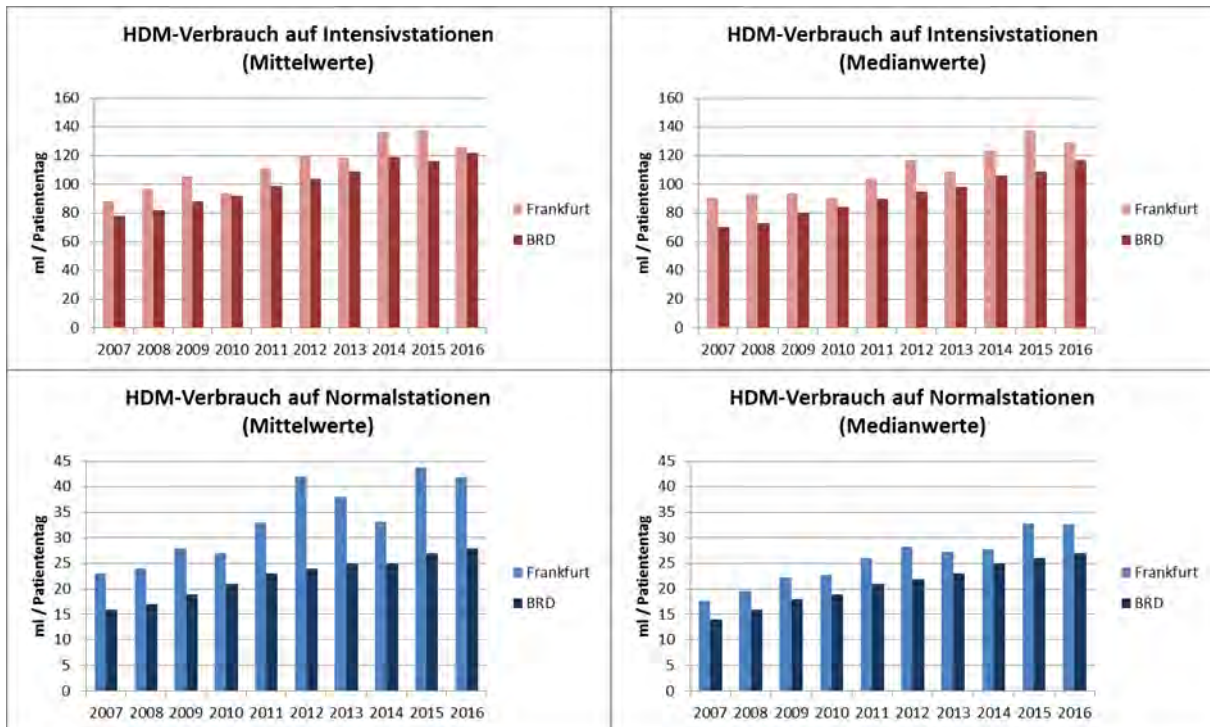 HDM-Verbrauch auf Intensivstationen
(Mittelwerte)
ml / Patiententag
160
140
120
100
80
60
40
20
0
2007 2008 2009 2010 2011 2012 2013 2014 2015 2016
Frankfurt
BRD
HDM-Verbrauch auf Intensivstationen
(Medianwerte)
ml / Patiententag
160
140
120
100
80
60
40
20
0
2007 2008 2009 2010 2011 2012 2013 2014 2015 2016
Frankfurt
BRD
HDM-Verbrauch auf Normalstationen
(Mittelwerte)
ml / Patiententag
45
40
35
30
25
20
15
10
5
0
2007 2008 2009 2010 2011 2012 2013 2014 2015 2016
Frankfurt
BRD
HDM-Verbrauch auf Normalstationen
(Medianwerte)
ml / Patiententag
45
40
35
30
25
20
15
10
5
0
2007 2008 2009 2010 2011 2012 2013 2014 2015 2016
Frankfurt
BRD